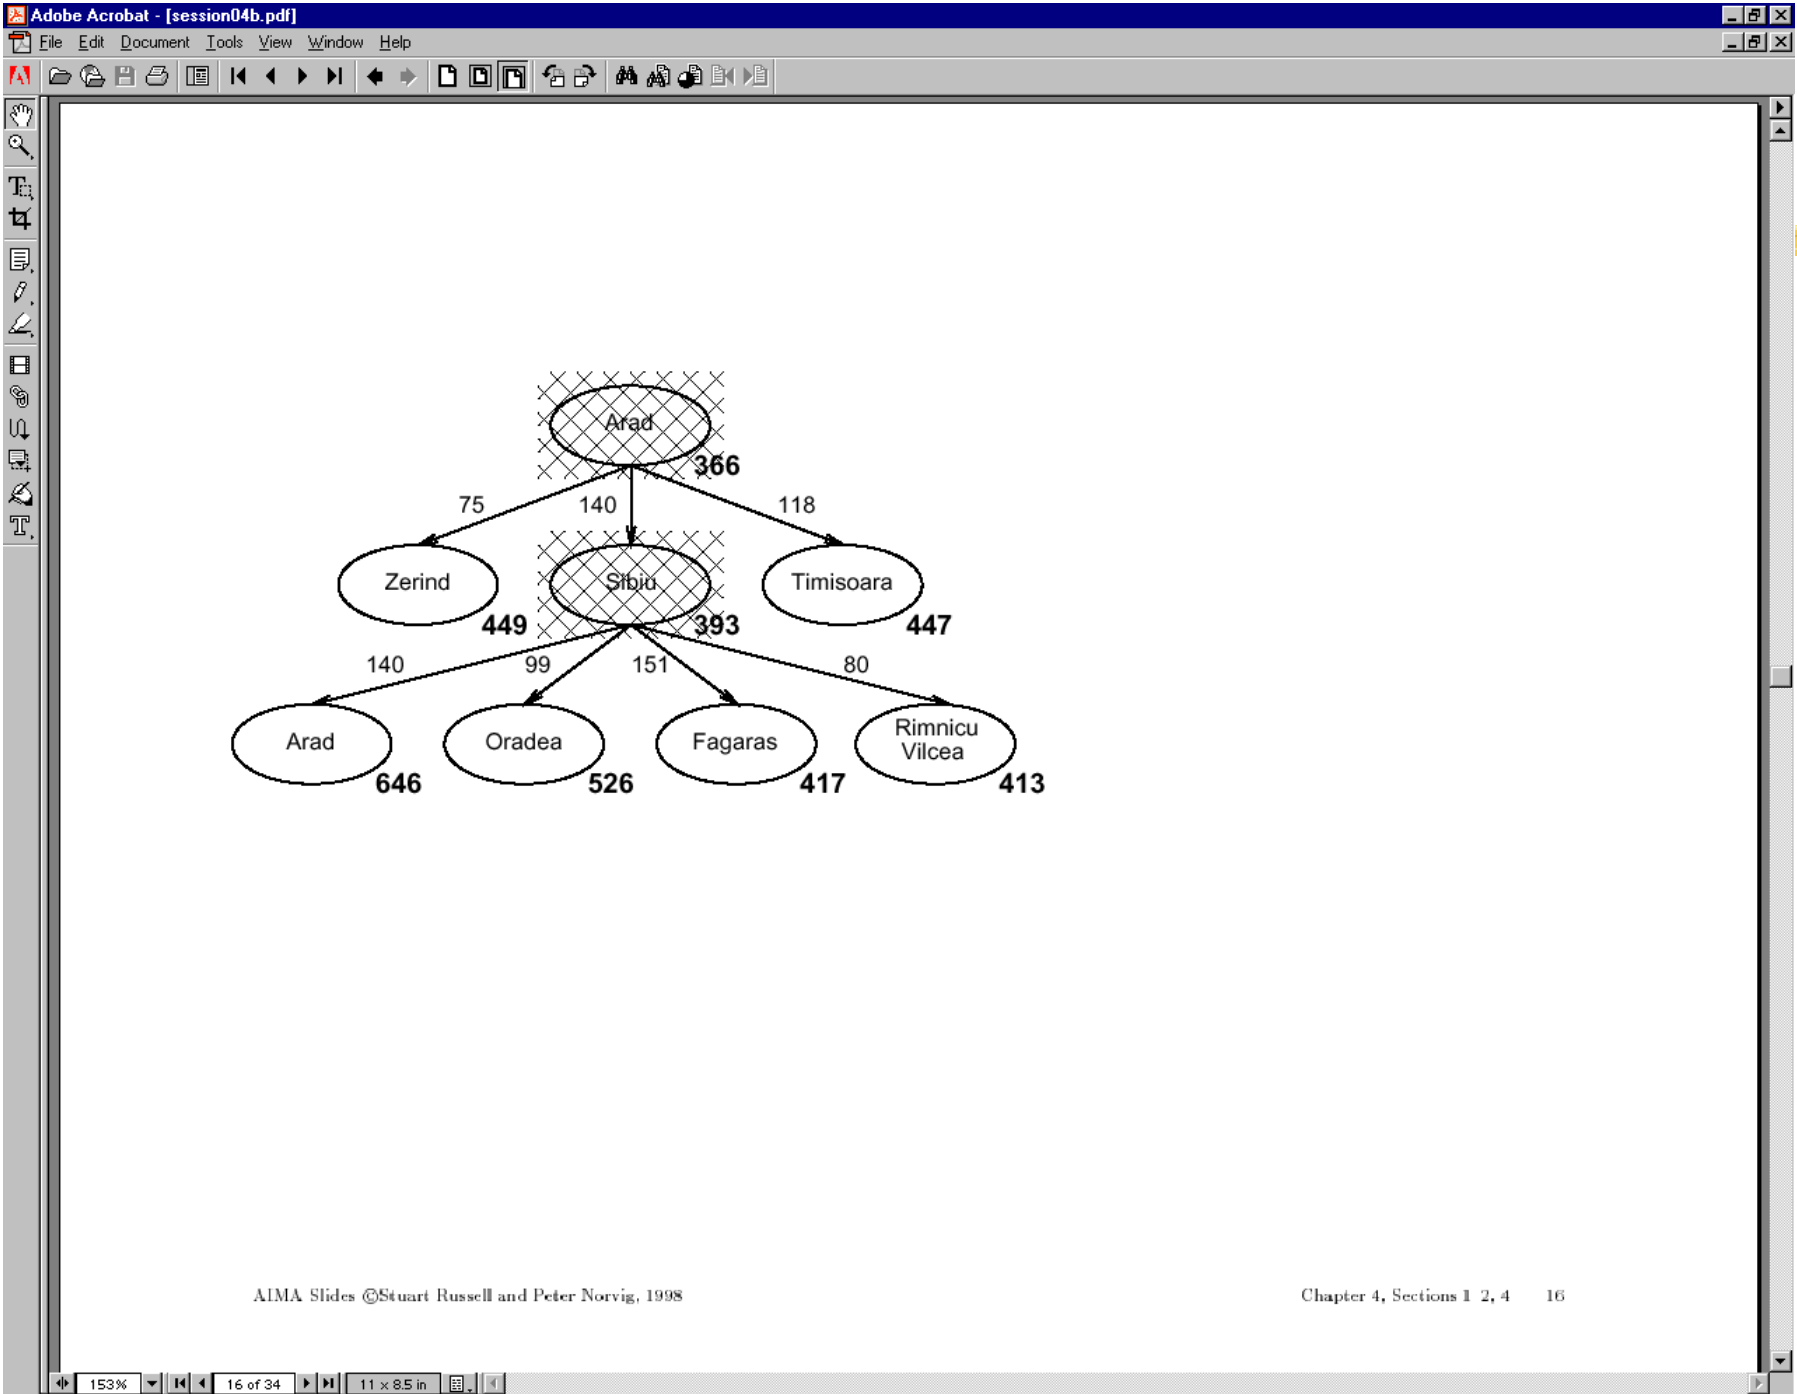 Adobe Acrobat - [session04b.pdf]
File Edit Document Tools View Window Help
Arad
366
75 140 118
Zerind Sibiu Timisoara
449 393 447
140 99 151 80
Arad Oradea Fagaras Rimnicu
Vilcea
646 526 417 413
AIMA Slides ©Stuart Russell and Peter Norvig, 1998 Chapter 4, Sections 1 2, 4 16
153% 16 of 34 11 x 8.5 in